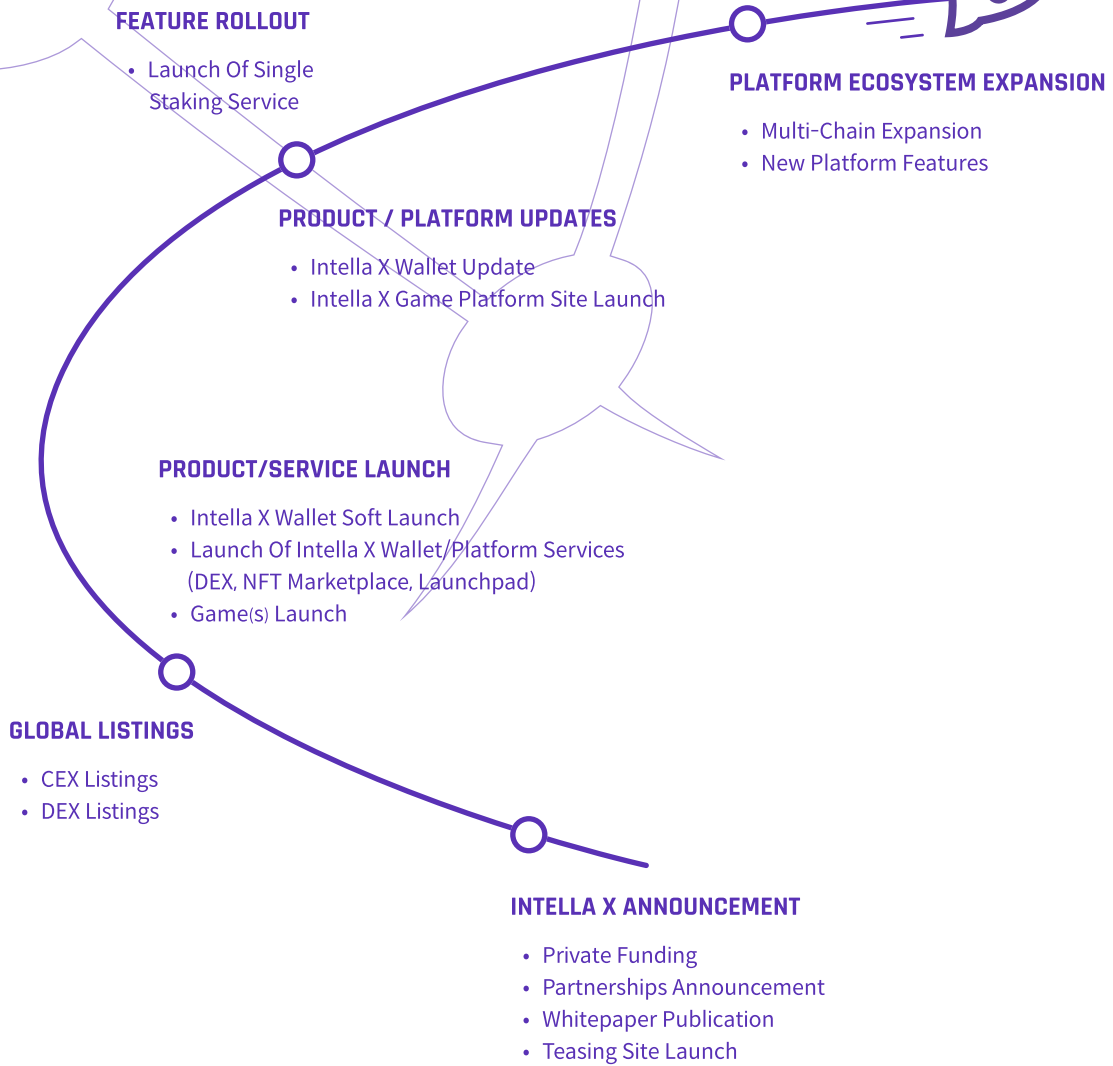 FEATURE ROLLOUT
• Launch Of Single
Staking Service
PLATFORM ECOSYSTEM EXPANSION
• Multi-Chain Expansion
• New Platform Features
PRODUCT / PLATFORM UPDATES
• Intella X Wallet Update
• Intella X Game Platform Site Launch
PRODUCT/SERVICE LAUNCH
• Intella X Wallet Soft Launch
• Launch Of Intella X Wallet/Platform Services
(DEX, NFT Marketplace, Launchpad)
• Game(s) Launch
GLOBAL LISTINGS
• CEX Listings
• DEX Listings
INTELLA X ANNOUNCEMENT
• Private Funding
• Partnerships Announcement
• Whitepaper Publication
• Teasing Site Launch